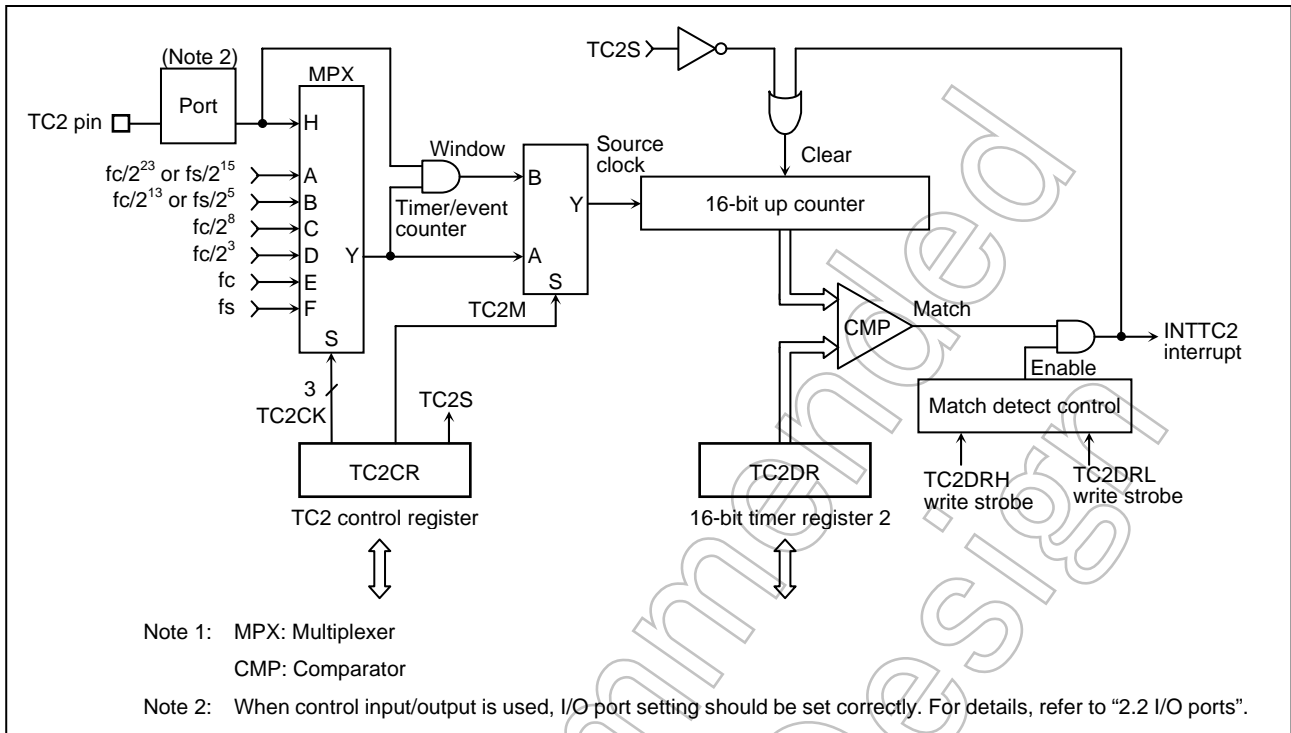 (Note 2)
MPX
TC2S
Port
TC2 pin
H
Window
Source
clock
Clear
fc/2^23 or fs/2^15
A
B
16-bit up counter
fc/2^13 or fs/2^5
B
Y
Timer/event
counter
fc/2^8
C
fc/2^3
D
Y
A
fc
E
S
fs
F
TC2M
CMP
Match
INTTC2
interrupt
S
Enable
3
TC2CK
TC2S
Match detect control
TC2CR
TC2DR
TC2DRH
write strobe
TC2DRL
write strobe
TC2 control register
16-bit timer register 2
Note 1: MPX: Multiplexer
CMP: Comparator
Note 2: When control input/output is used, I/O port setting should be set correctly. For details, refer to “2.2 I/O ports”.
mmended
esign